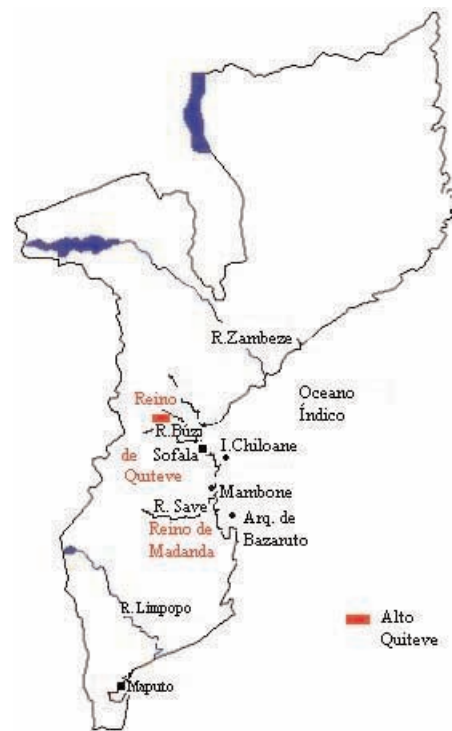 R.Zambeze
Oceano
Índico
Reino
R.Búzi
I.Chiloane
de
Sofala
Quiteve
Mambone
R. Save
Arq. de
Bazaruto
Reino de
Madanda
R.Limpopo
Alto
Quiteve
Maputo